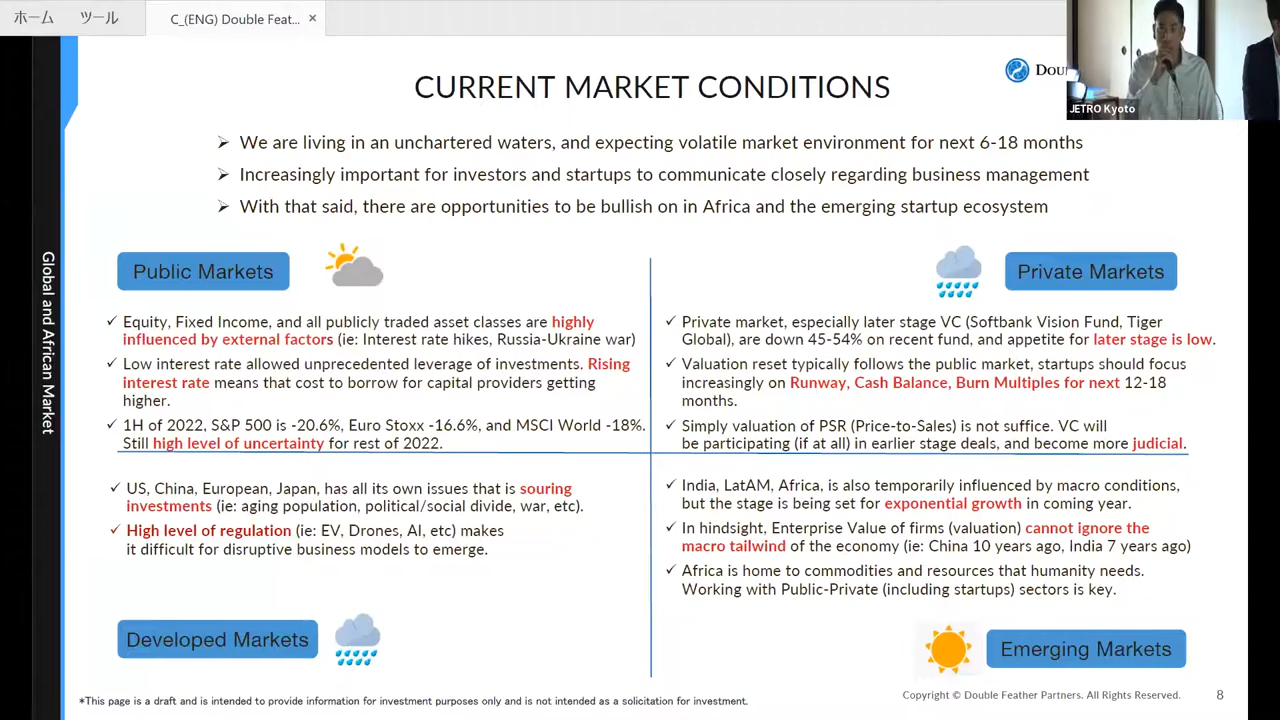 ホーム ツール C_(ENG) Double Feat... ×
CURRENT MARKET CONDITIONS
JETRO Kyoto
➢ We are living in an unchartered waters, and expecting volatile market environment for next 6-18 months
➢ Increasingly important for investors and startups to communicate closely regarding business management
➢ With that said, there are opportunities to be bullish on in Africa and the emerging startup ecosystem
Global and African Market
Public Markets
✓ Equity, Fixed Income, and all publicly traded asset classes are highly
influenced by external factors (ie: Interest rate hikes, Russia-Ukraine war)
✓ Low interest rate allowed unprecedented leverage of investments. Rising
interest rate means that cost to borrow for capital providers getting
higher.
✓ 1H of 2022, S&P 500 is -20.6%, Euro Stoxx -16.6%, and MSCI World -18%.
Still high level of uncertainty for rest of 2022.
Private Markets
✓ Private market, especially later stage VC (Softbank Vision Fund, Tiger
Global), are down 45-54% on recent fund, and appetite for later stage is low.
✓ Valuation reset typically follows the public market, startups should focus
increasingly on Runway, Cash Balance, Burn Multiples for next 12-18
months.
✓ Simply valuation of PSR (Price-to-Sales) is not suffice. VC will
be participating (if at all) in earlier stage deals, and become more judicial.
✓ US, China, European, Japan, has all its own issues that is souring
investments (ie: aging population, political/social divide, war, etc).
✓ High level of regulation (ie: EV, Drones, AI, etc) makes
it difficult for disruptive business models to emerge.
Developed Markets
✓ India, LatAM, Africa, is also temporarily influenced by macro conditions,
but the stage is being set for exponential growth in coming year.
✓ In hindsight, Enterprise Value of firms (valuation) cannot ignore the
macro tailwind of the economy (ie: China 10 years ago, India 7 years ago)
✓ Africa is home to commodities and resources that humanity needs.
Working with Public-Private (including startups) sectors is key.
Emerging Markets
*This page is a draft and is intended to provide information for investment purposes only and is not intended as a solicitation for investment.
Copyright © Double Feather Partners. All Rights Reserved. 8